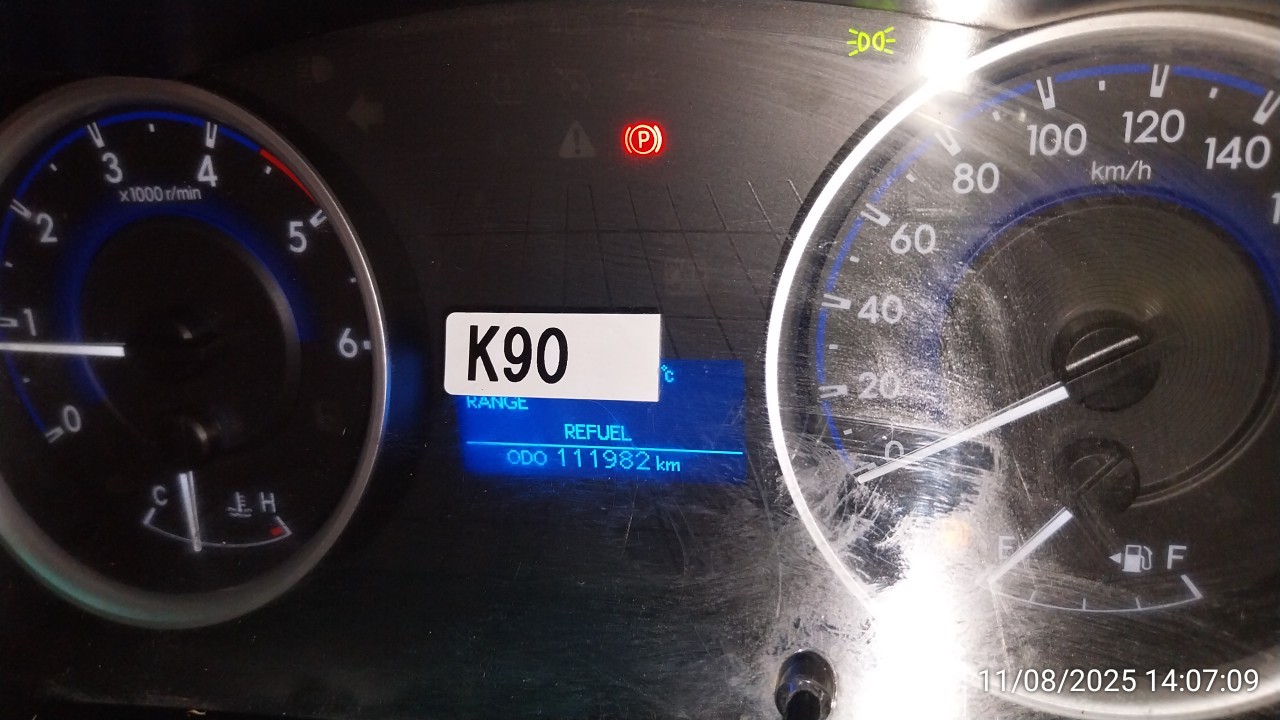 3 4
x1000 r/min
2 5
1 6
0
C H
P
K90
°C
RANGE
REFUEL
ODO 111982 km
100 120 140
km/h
80
60
40
20
0
E F
11/08/2025 14:07:09